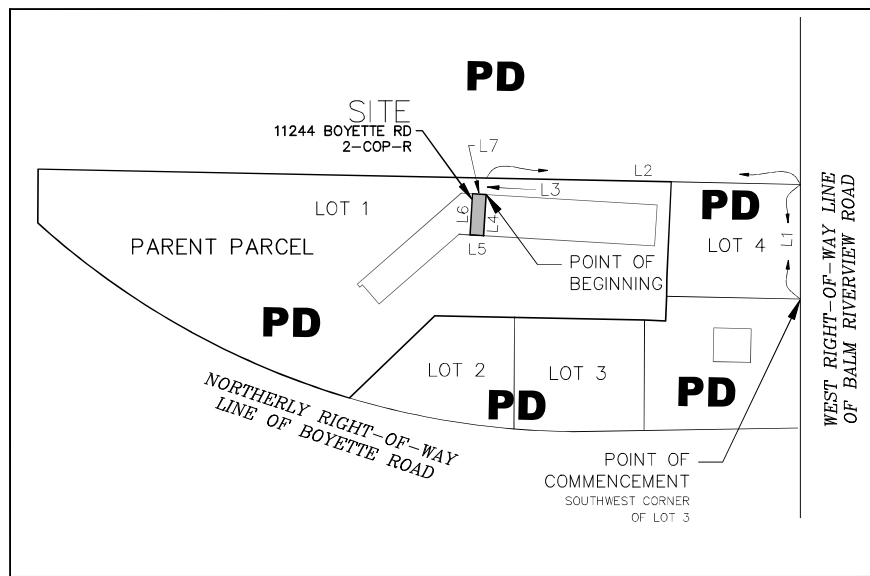 PD
SITE
11244 BOYETTE RD
2-COP-R
L7
L2
L3
LOT 1
L6
L4
PD
L1
LOT 4
PARENT PARCEL
L5
POINT OF
BEGINNING
WEST RIGHT-OF-WAY LINE
OF BALM RIVERVIEW ROAD
PD
LOT 2
LOT 3
PD
PD
NORTHERLY RIGHT-OF-WAY
LINE OF BOYETTE ROAD
POINT OF
COMMENCEMENT
SOUTHWEST CORNER
OF LOT 3